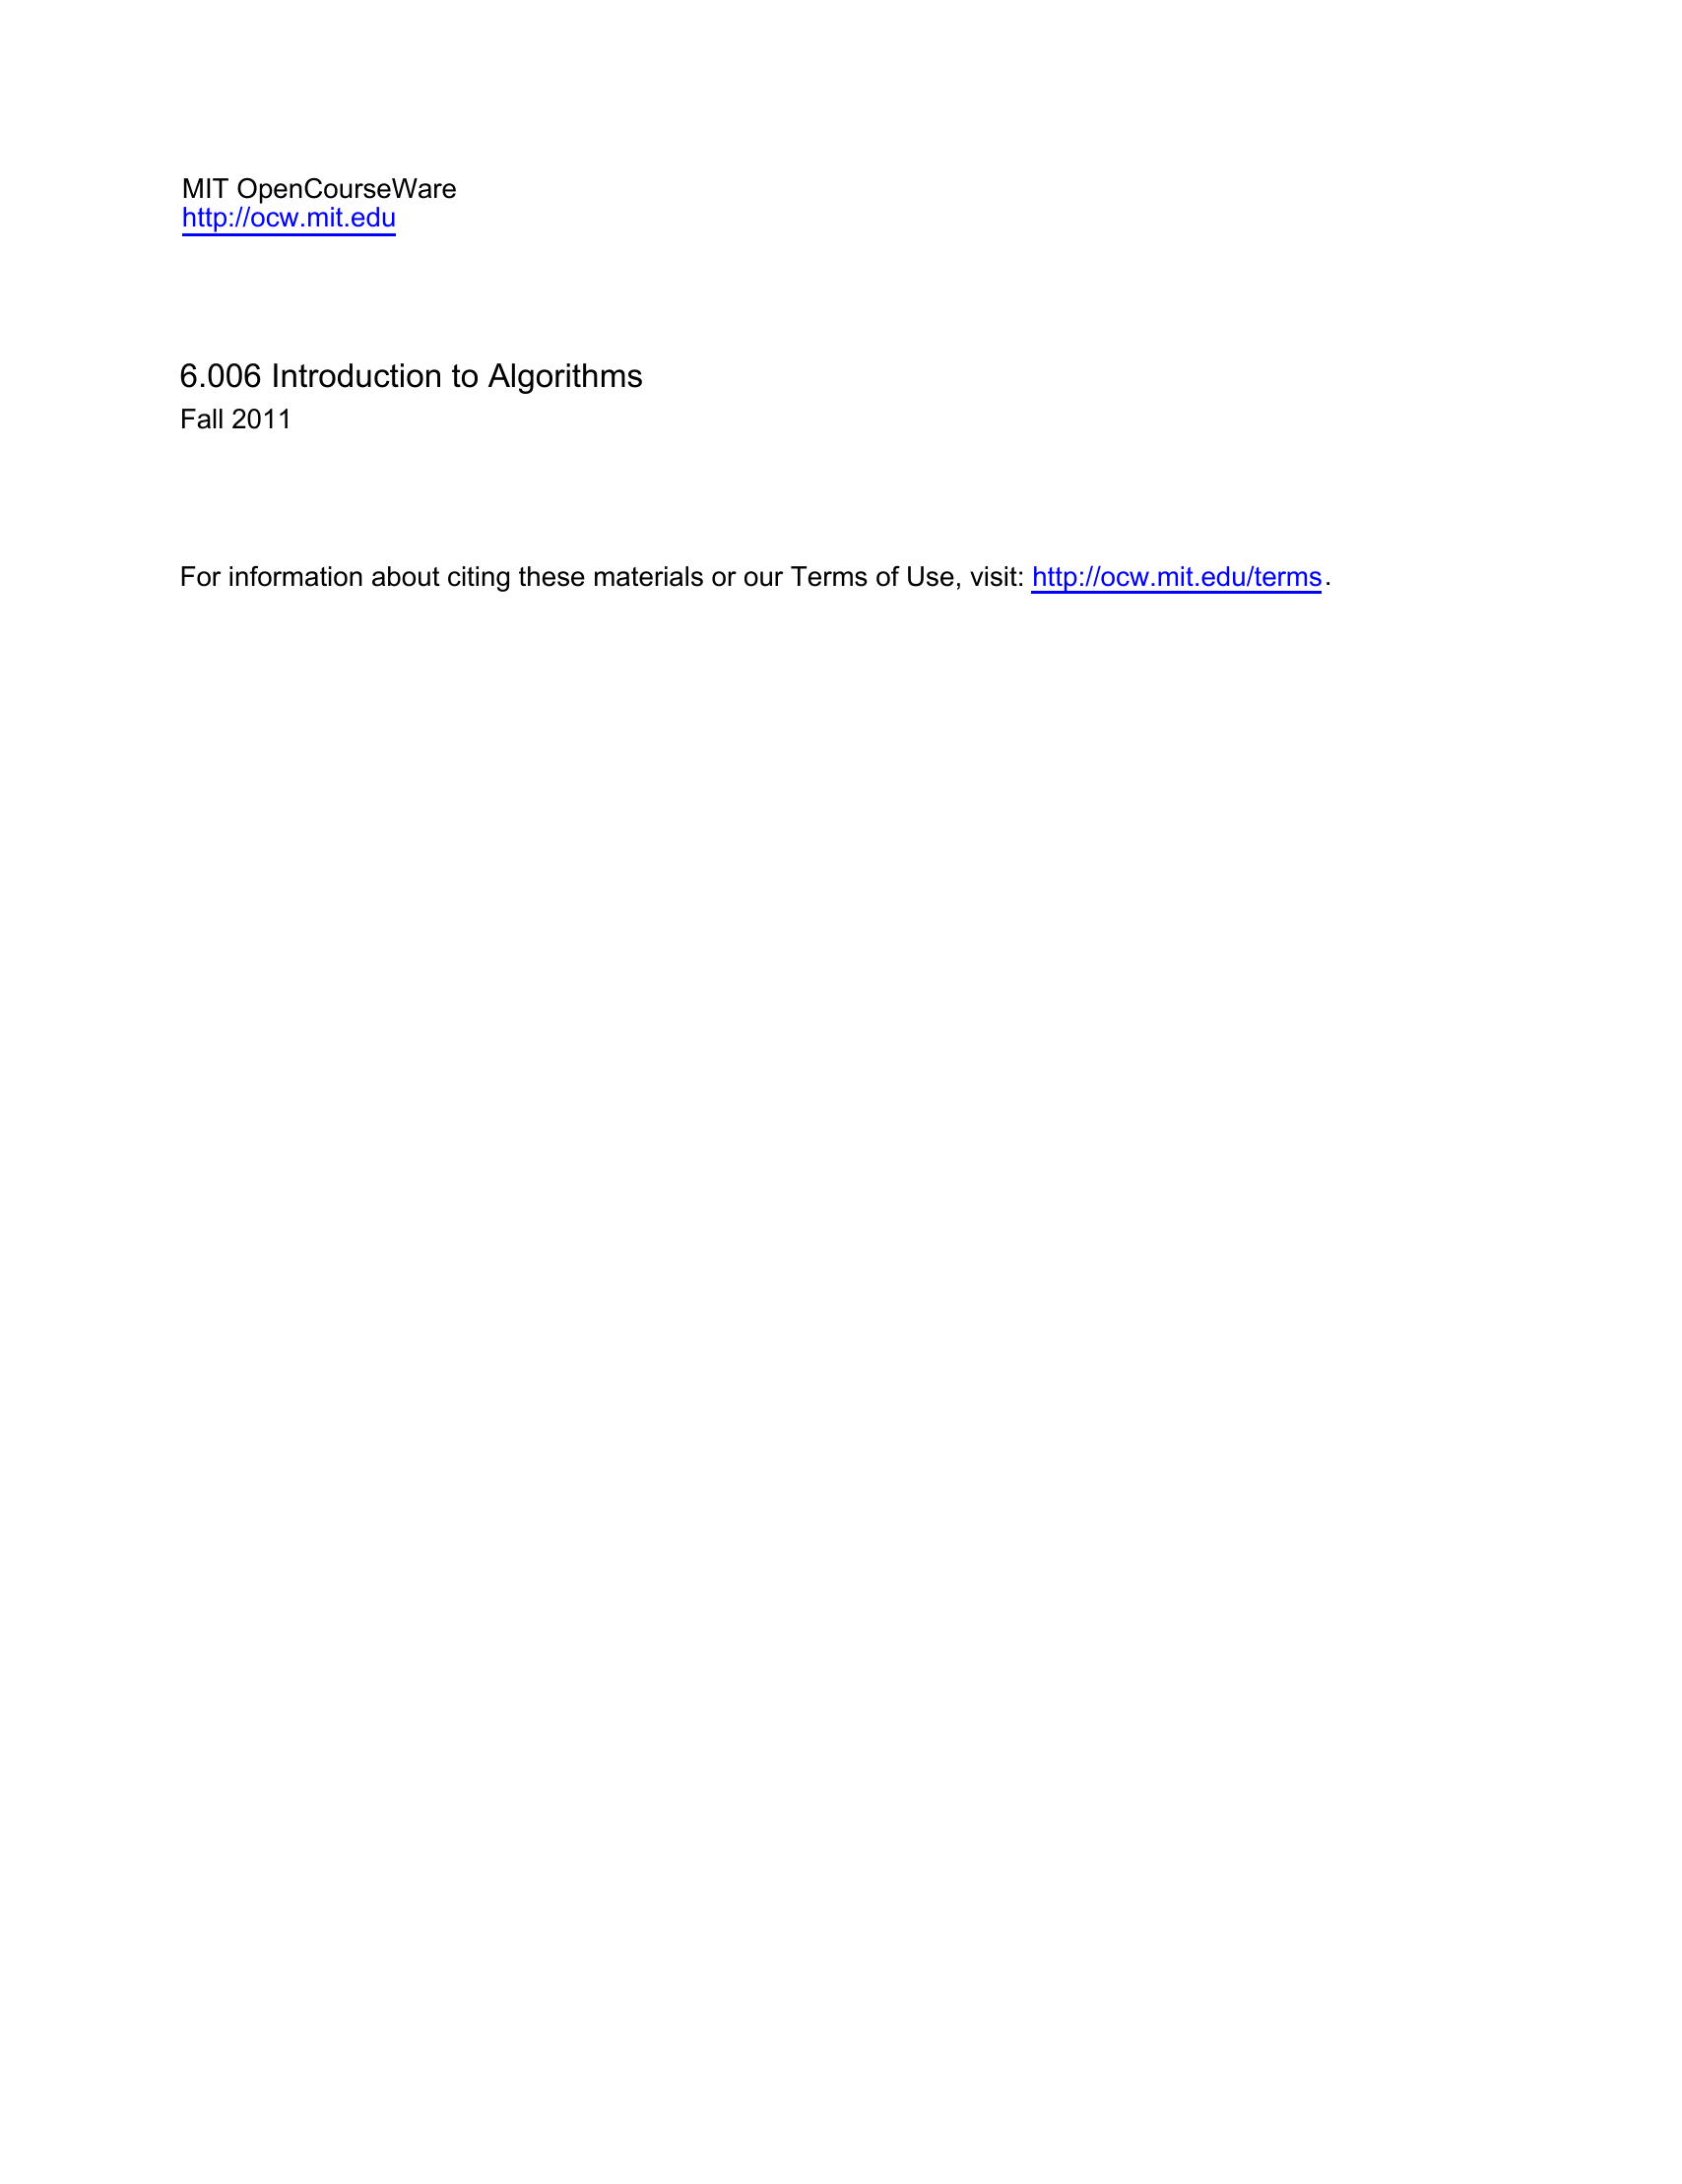 MIT OpenCourseWare
http://ocw.mit.edu
6.006 Introduction to Algorithms
Fall 2011
For information about citing these materials or our Terms of Use, visit: http://ocw.mit.edu/terms.